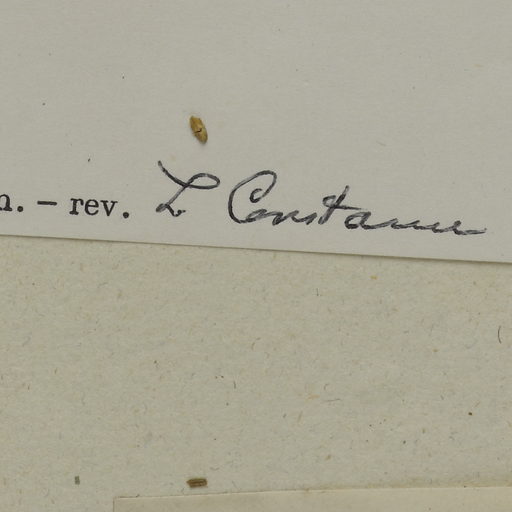 n. – rev. L Constance